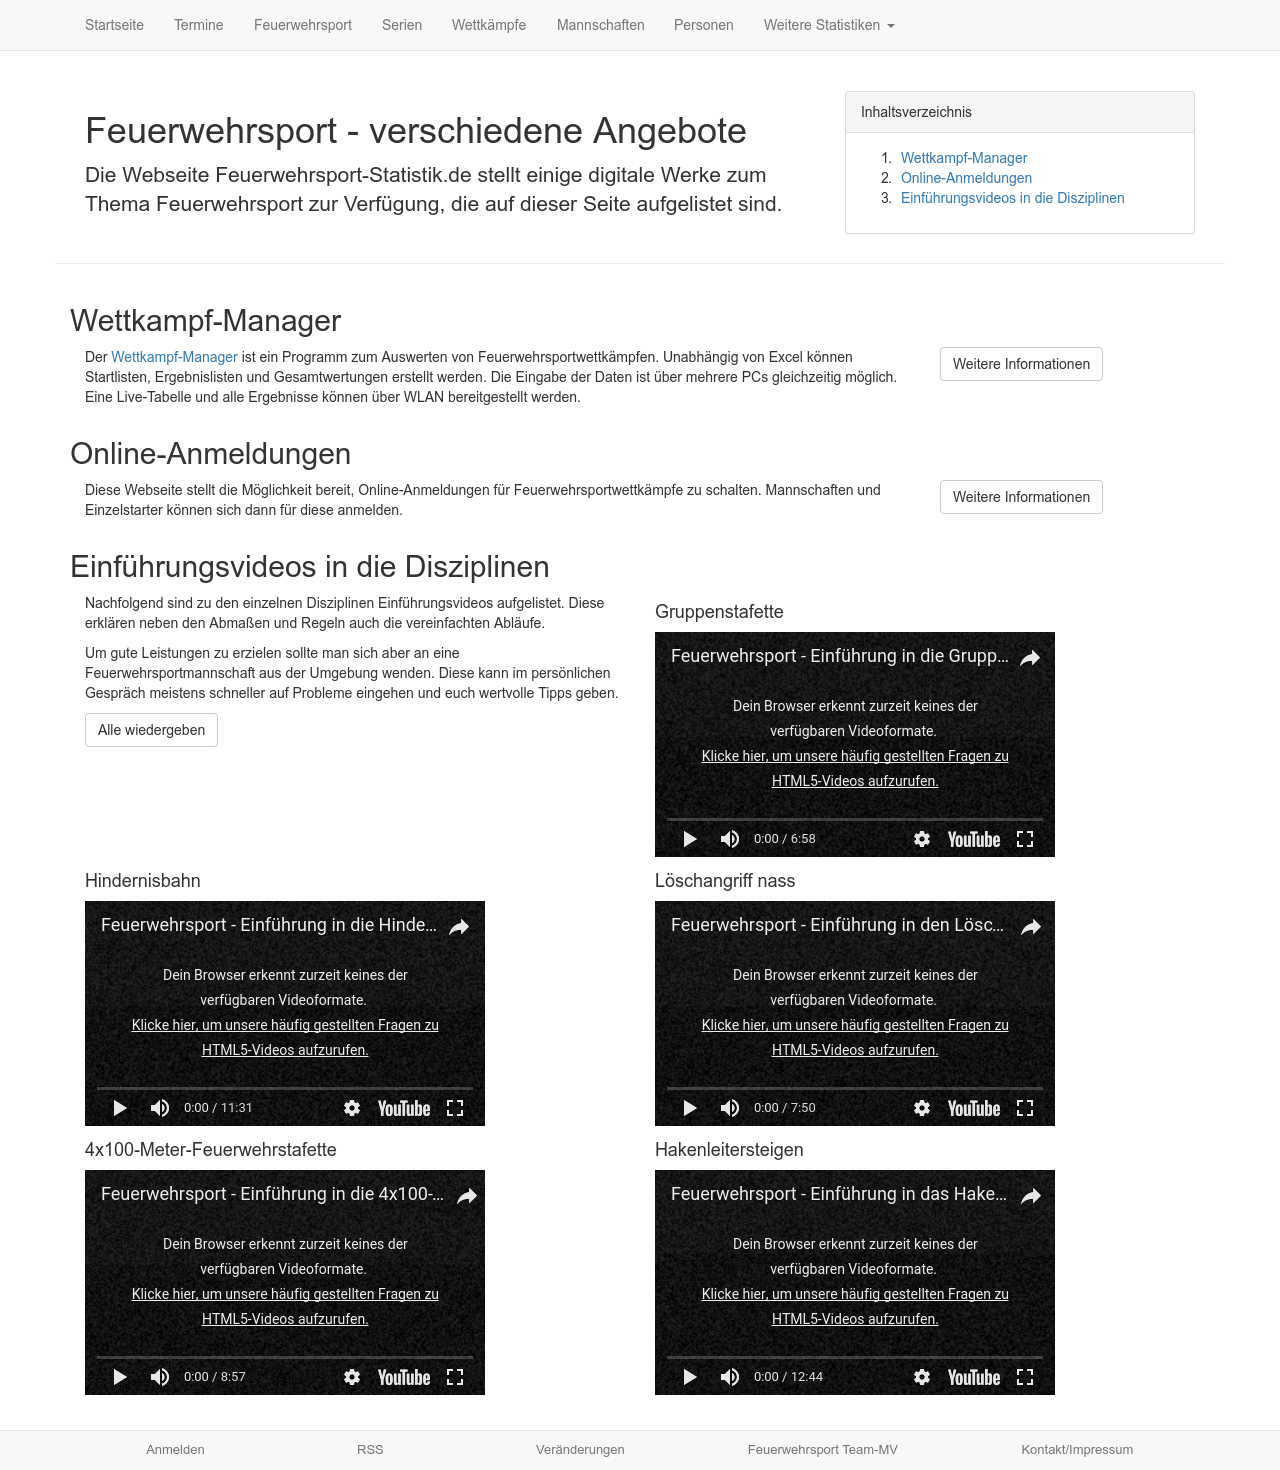 Startseite Termine Feuerwehrsport Serien Wettkämpfe Mannschaften Personen Weitere Statistiken
Feuerwehrsport - verschiedene Angebote
Die Webseite Feuerwehrsport-Statistik.de stellt einige digitale Werke zum
Thema Feuerwehrsport zur Verfügung, die auf dieser Seite aufgelistet sind.
Inhaltsverzeichnis
1. Wettkampf-Manager
2. Online-Anmeldungen
3. Einführungsvideos in die Disziplinen
Wettkampf-Manager
Der Wettkampf-Manager ist ein Programm zum Auswerten von Feuerwehrsportwettkämpfen. Unabhängig von Excel können
Startlisten, Ergebnislisten und Gesamtwertungen erstellt werden. Die Eingabe der Daten ist über mehrere PCs gleichzeitig möglich.
Eine Live-Tabelle und alle Ergebnisse können über WLAN bereitgestellt werden.
Weitere Informationen
Online-Anmeldungen
Diese Webseite stellt die Möglichkeit bereit, Online-Anmeldungen für Feuerwehrsportwettkämpfe zu schalten. Mannschaften und
Einzelstarter können sich dann für diese anmelden.
Weitere Informationen
Einführungsvideos in die Disziplinen
Nachfolgend sind zu den einzelnen Disziplinen Einführungsvideos aufgelistet. Diese
erklären neben den Abmaßen und Regeln auch die vereinfachten Abläufe.
Um gute Leistungen zu erzielen sollte man sich aber an eine
Feuerwehrsportmannschaft aus der Umgebung wenden. Diese kann im persönlichen
Gespräch meistens schneller auf Probleme eingehen und euch wertvolle Tipps geben.
Alle wiedergeben
Gruppenstafette
Feuerwehrsport - Einführung in die Grupp...
Dein Browser erkennt zurzeit keines der
verfügbaren Videoformate.
Klicke hier, um unsere häufig gestellten Fragen zu
HTML5-Videos aufzurufen.
0:00 / 6:58 YouTube
Hindernisbahn
Feuerwehrsport - Einführung in die Hinde...
Dein Browser erkennt zurzeit keines der
verfügbaren Videoformate.
Klicke hier, um unsere häufig gestellten Fragen zu
HTML5-Videos aufzurufen.
0:00 / 11:31 YouTube
Löschangriff nass
Feuerwehrsport - Einführung in den Lösc...
Dein Browser erkennt zurzeit keines der
verfügbaren Videoformate.
Klicke hier, um unsere häufig gestellten Fragen zu
HTML5-Videos aufzurufen.
0:00 / 7:50 YouTube
4x100-Meter-Feuerwehrstafette
Feuerwehrsport - Einführung in die 4x100-...
Dein Browser erkennt zurzeit keines der
verfügbaren Videoformate.
Klicke hier, um unsere häufig gestellten Fragen zu
HTML5-Videos aufzurufen.
0:00 / 8:57 YouTube
Hakenleitersteigen
Feuerwehrsport - Einführung in das Hake...
Dein Browser erkennt zurzeit keines der
verfügbaren Videoformate.
Klicke hier, um unsere häufig gestellten Fragen zu
HTML5-Videos aufzurufen.
0:00 / 12:44 YouTube
Anmelden RSS Veränderungen Feuerwehrsport Team-MV Kontakt/Impressum